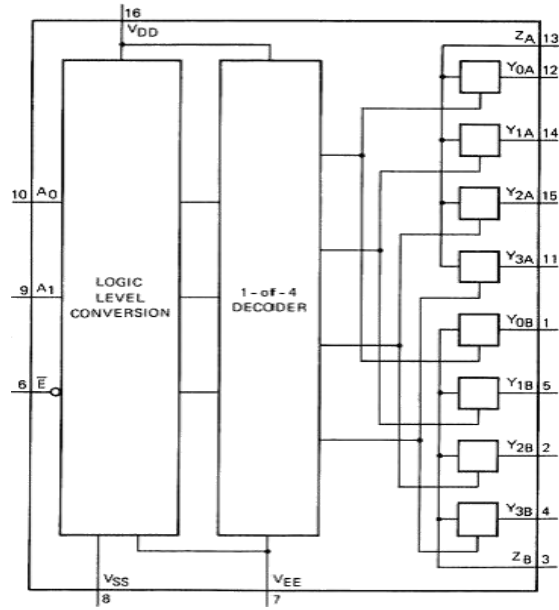 16
VDD
ZA 13
Y0A 12
Y1A 14
Y2A 15
Y3A 11
Y0B 1
Y1B 5
Y2B 2
Y3B 4
ZB 3
10 A0
9 A1
6 E̅
LOGIC
LEVEL
CONVERSION
1-of-4
DECODER
VSS
8
VEE
7